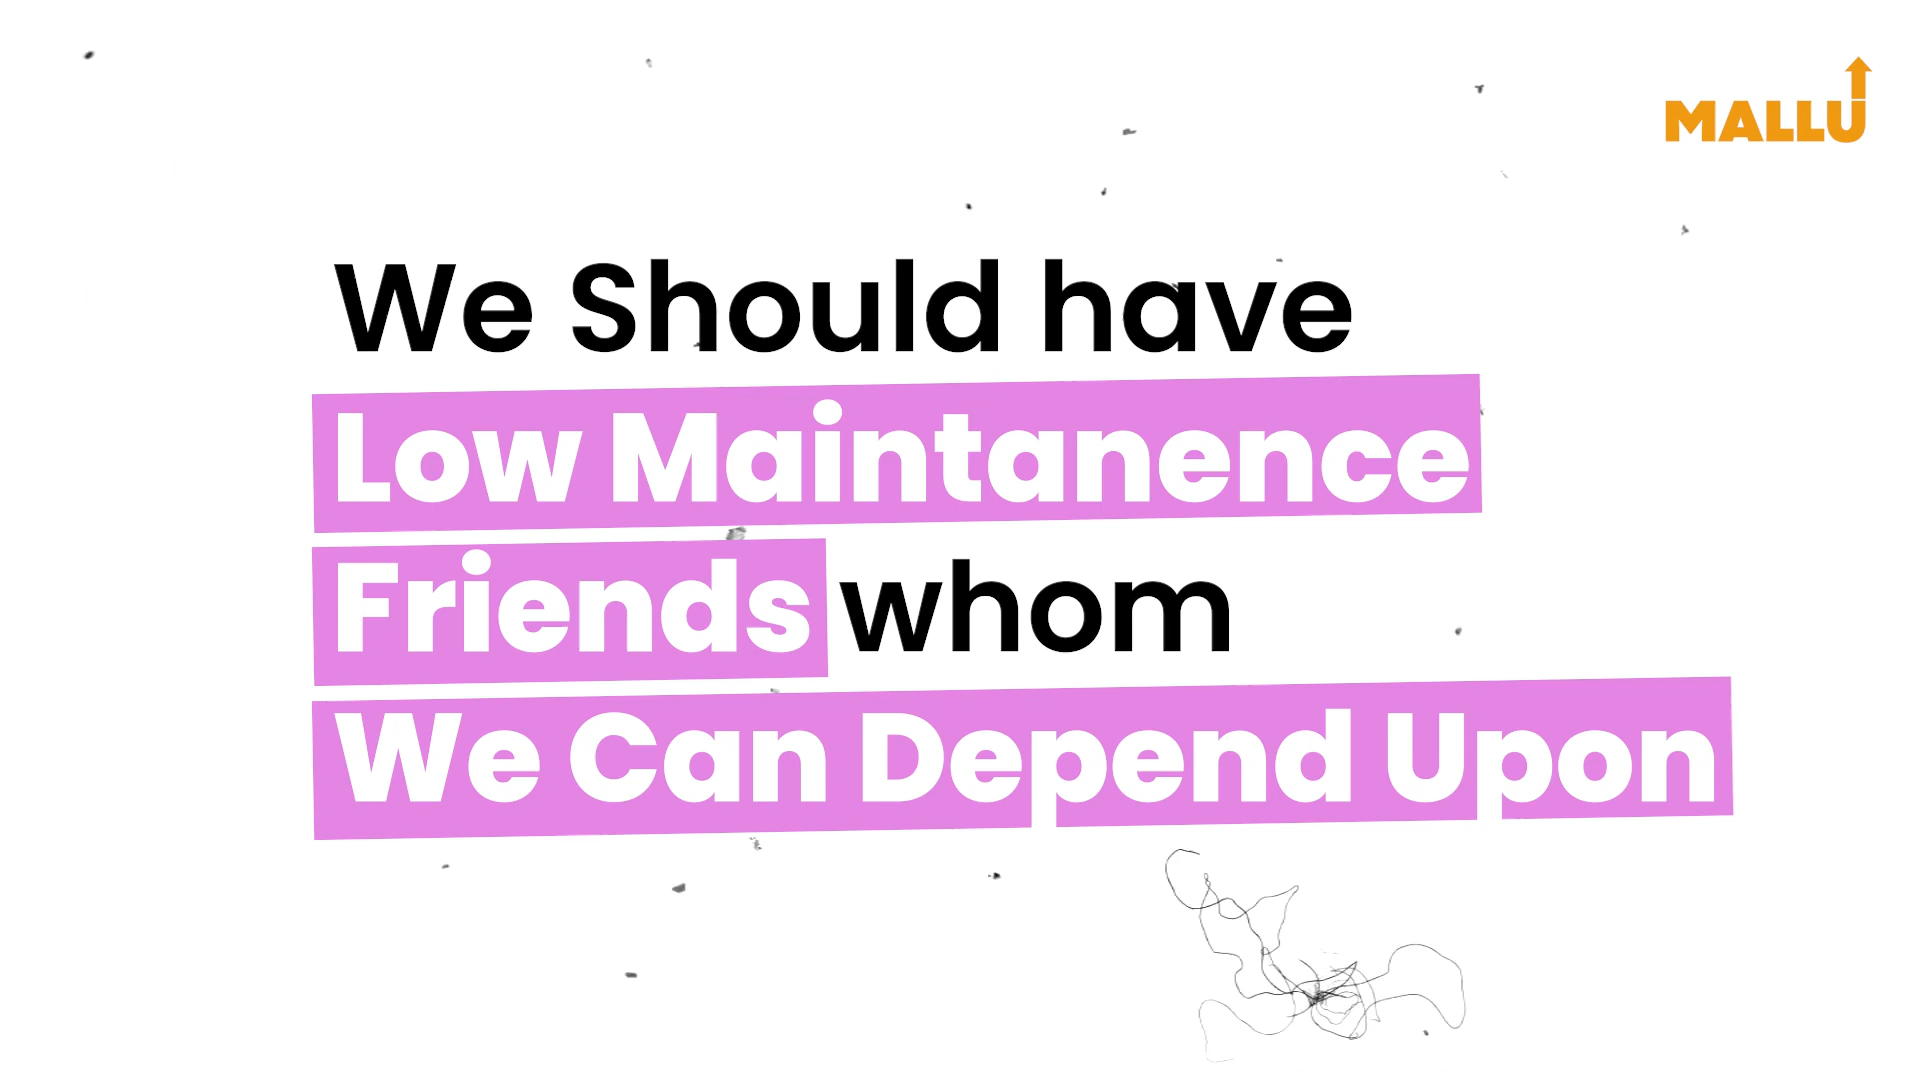 MALLU
We Should have
Low Maintanence
Friends whom
We Can Depend Upon